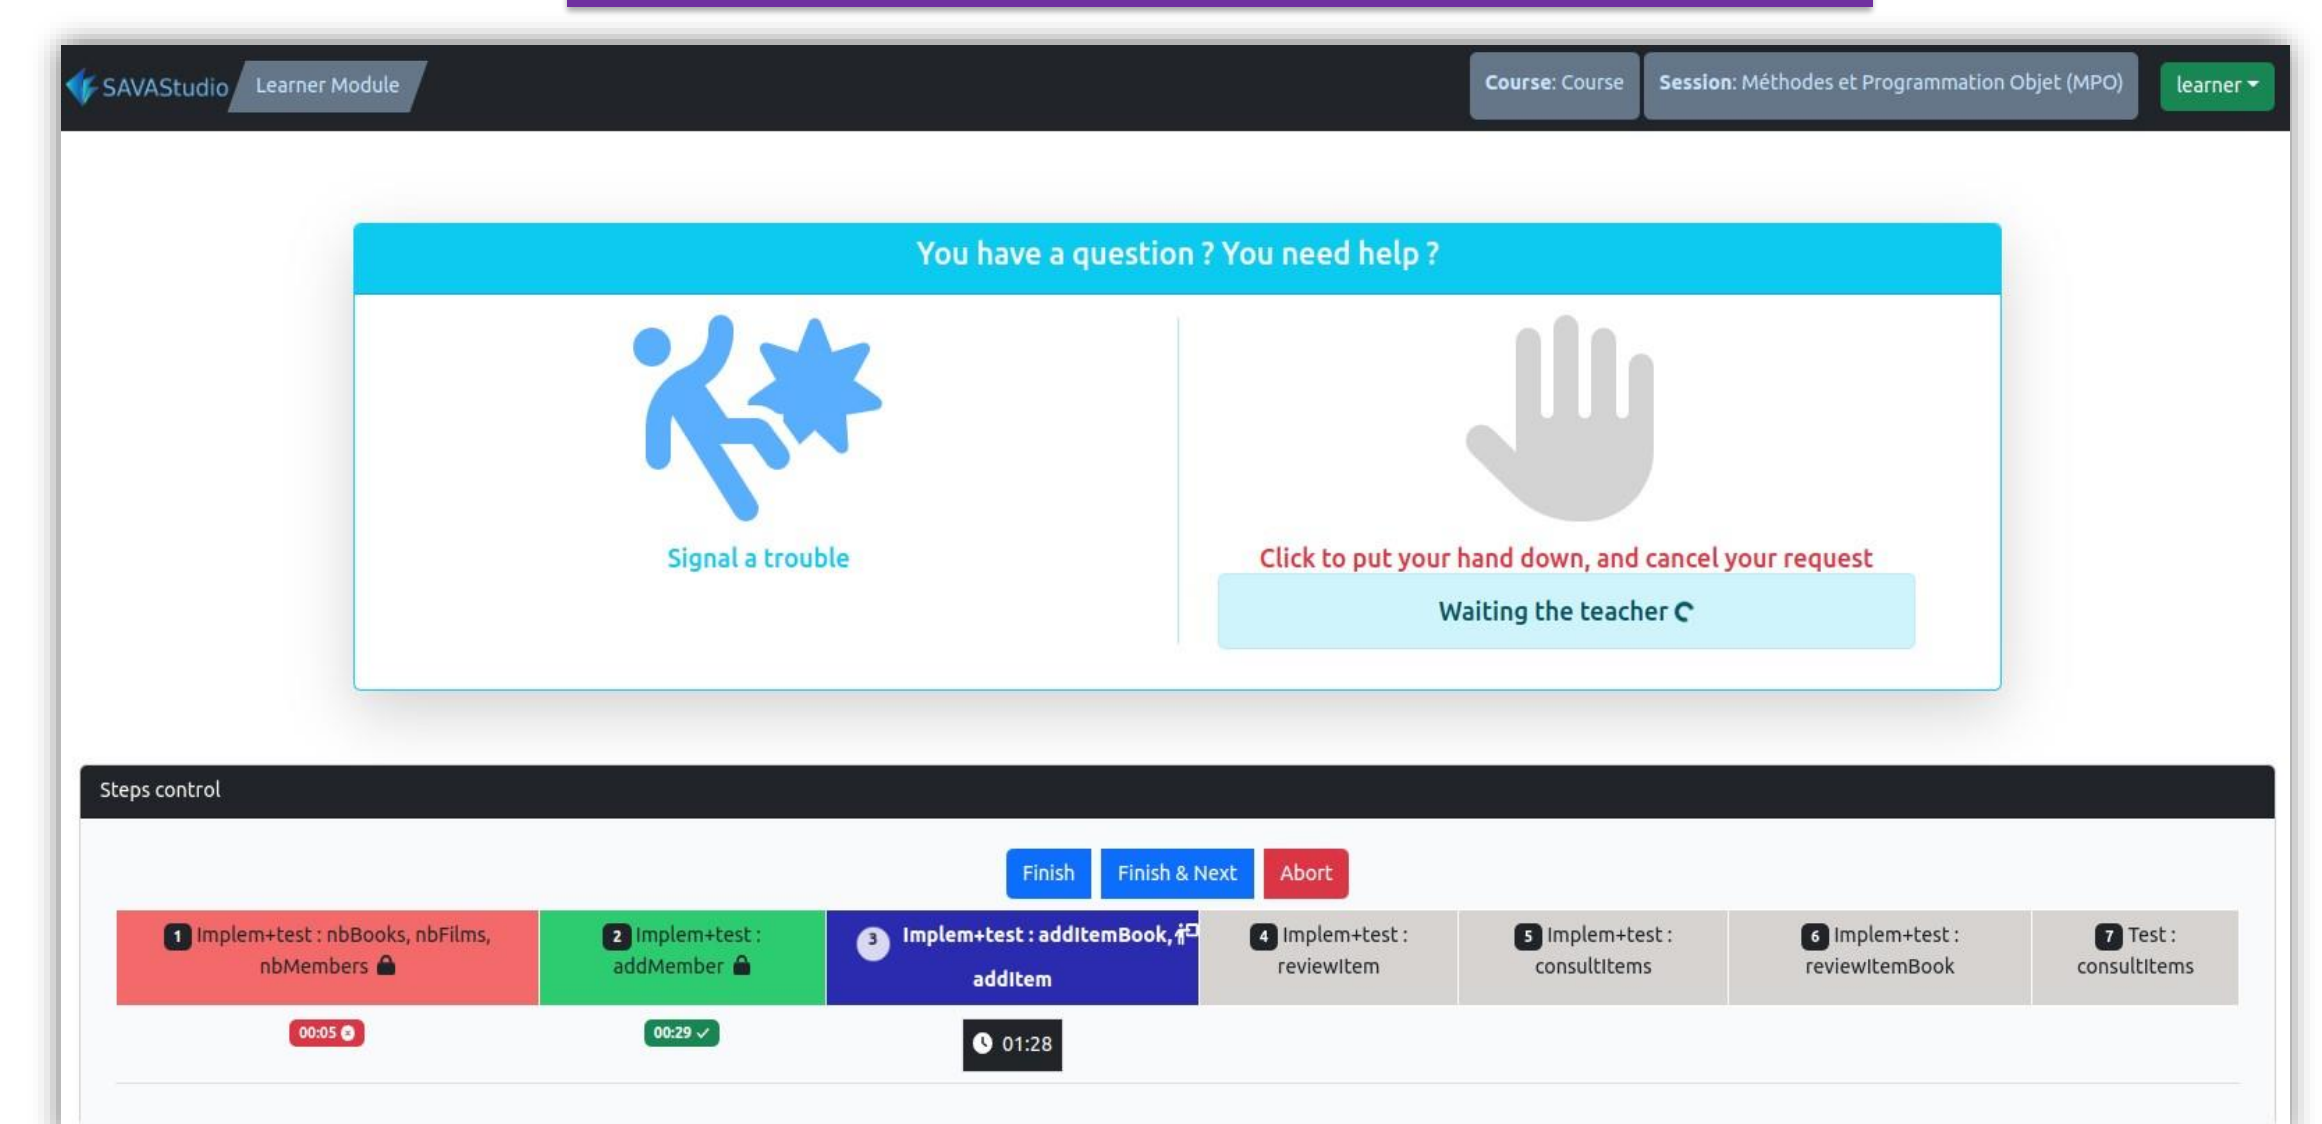 SAVAStudio Learner Module Course: Course Session: Méthodes et Programmation Objet (MPO) learner
You have a question ? You need help ?
Signal a trouble
Click to put your hand down, and cancel your request
Waiting the teacher
Steps control
Finish Finish & Next Abort
1 Implem+test : nbBooks, nbFilms,
nbMembers
2 Implem+test :
addMember
3 Implem+test : addItemBook,
addItem
4 Implem+test :
reviewItem
5 Implem+test :
consultItems
6 Implem+test :
reviewItemBook
7 Test :
consultItems
00:05
00:29
01:28